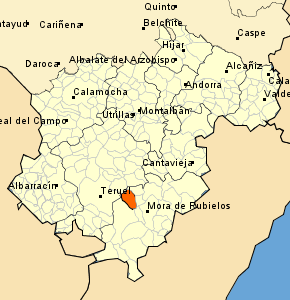 Quinto
atayud
Cariñena
Belchite
Caspe
Híjar
Daroca
Albalate del Arzobispo
Alcañiz
Cala
Andorra
Valde
Calamocha
Utrillas
Montalbán
eal del Campo
Cantavieja
Albarracín
Teruel
Mora de Rubielos